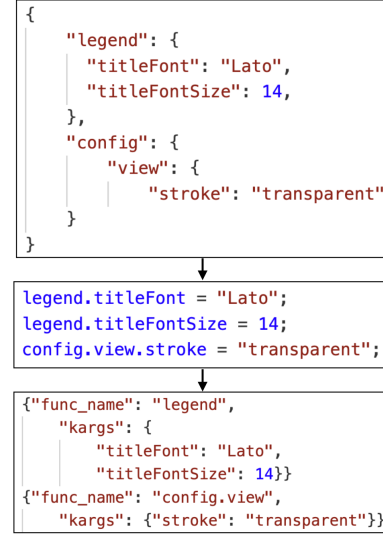 {
"legend": {
"titleFont": "Lato",
"titleFontSize": 14,
},
"config": {
"view": {
"stroke": "transparent"
}
}
legend.titleFont = "Lato";
legend.titleFontSize = 14;
config.view.stroke = "transparent";
{"func_name": "legend",
"kargs": {
"titleFont": "Lato",
"titleFontSize": 14}}
{"func_name": "config.view",
"kargs": {"stroke": "transparent"}}